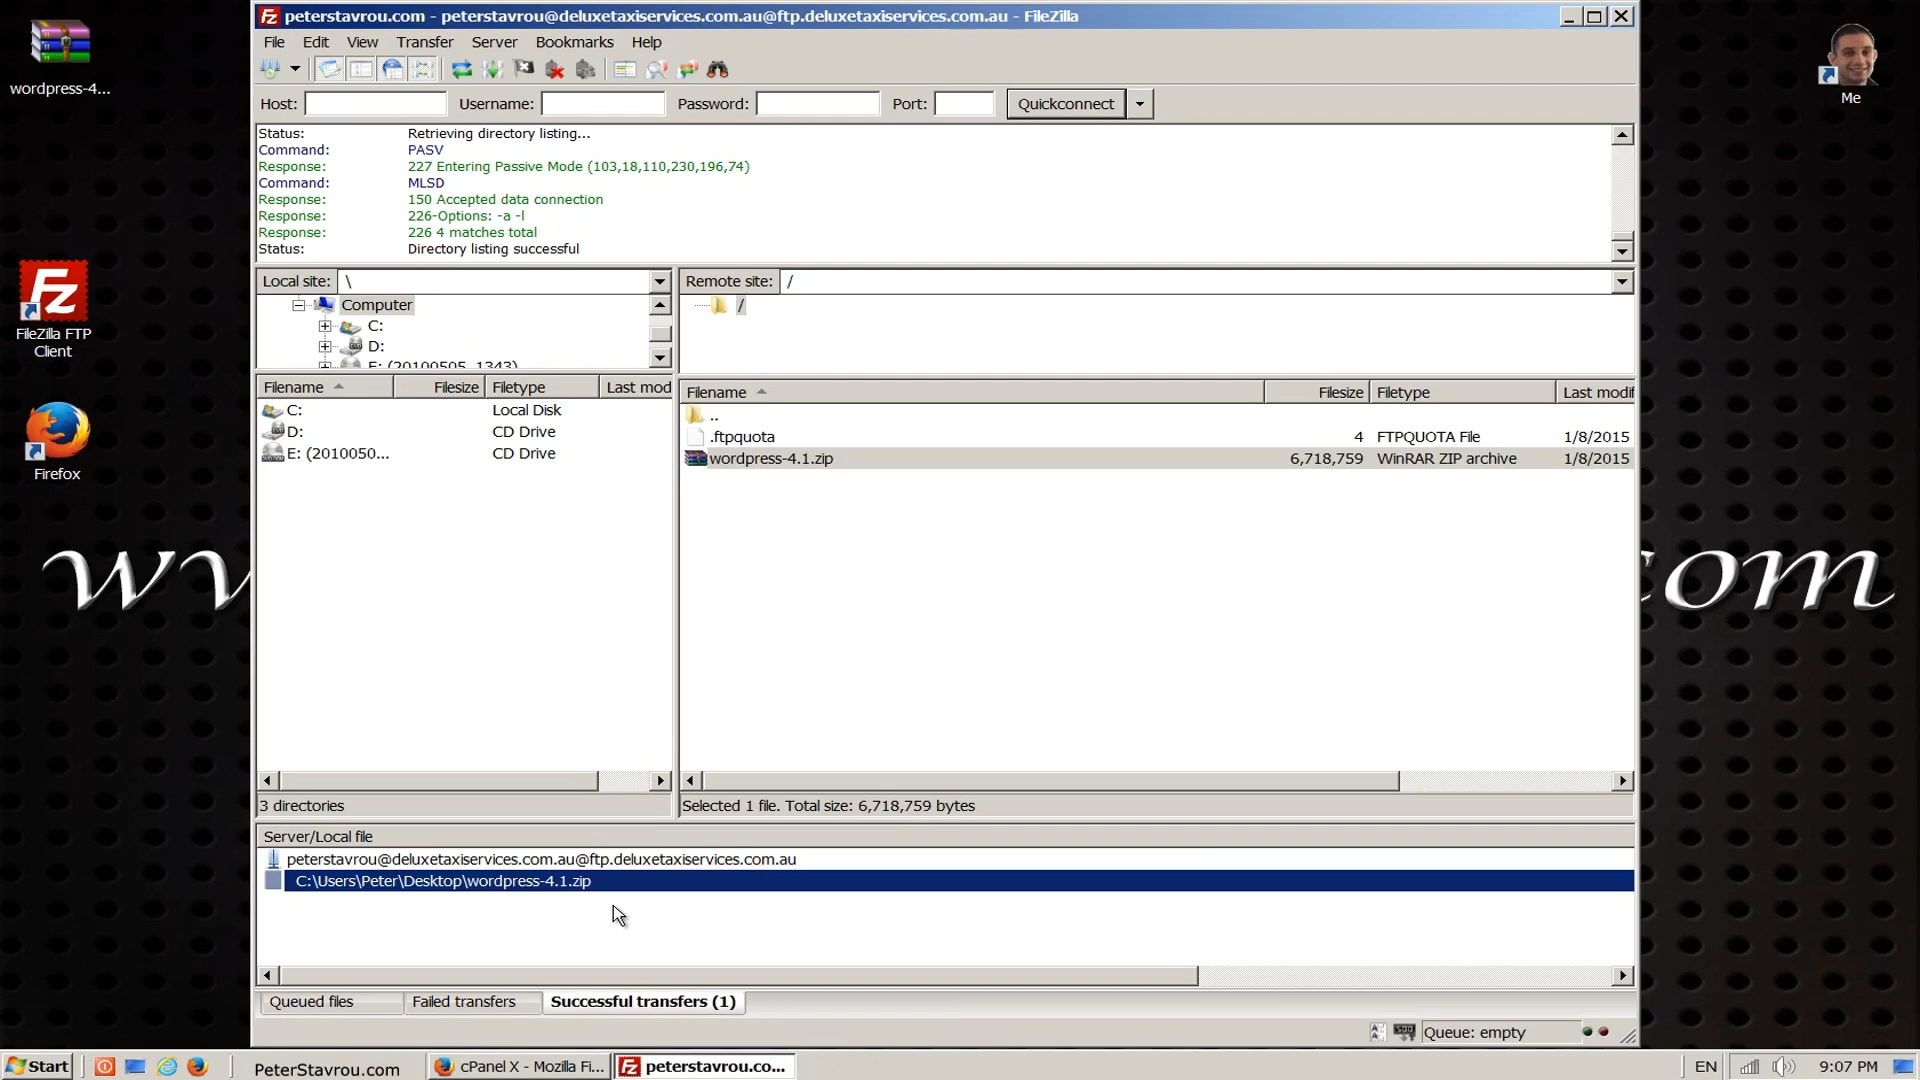 peterstavrou.com - peterstavrou@deluxetaxiservices.com.au@ftp.deluxetaxiservices.com.au - FileZilla
wordpress-4...
Me
File Edit View Transfer Server Bookmarks Help
Host: Username: Password: Port: Quickconnect
Status: Retrieving directory listing...
Command: PASV
Response: 227 Entering Passive Mode (103,18,110,230,196,74)
Command: MLSD
Response: 150 Accepted data connection
Response: 226-Options: -a -l
Response: 226 4 matches total
Status: Directory listing successful
FileZilla FTP
Client
Firefox
Local site: \
Computer
C:
D:
E: (20100505_1343)
Filename Filesize Filetype Last mod
C: Local Disk
D: CD Drive
E: (2010050... CD Drive
3 directories
Remote site: /
/
Filename Filesize Filetype Last modif
..
.ftpquota 4 FTPQUOTA File 1/8/2015
wordpress-4.1.zip 6,718,759 WinRAR ZIP archive 1/8/2015
Selected 1 file. Total size: 6,718,759 bytes
Server/Local file
peterstavrou@deluxetaxiservices.com.au@ftp.deluxetaxiservices.com.au
C:\Users\Peter\Desktop\wordpress-4.1.zip
Queued files Failed transfers Successful transfers (1)
Queue: empty
Start PeterStavrou.com cPanel X - Mozilla Fi... peterstavrou.co... EN 9:07 PM